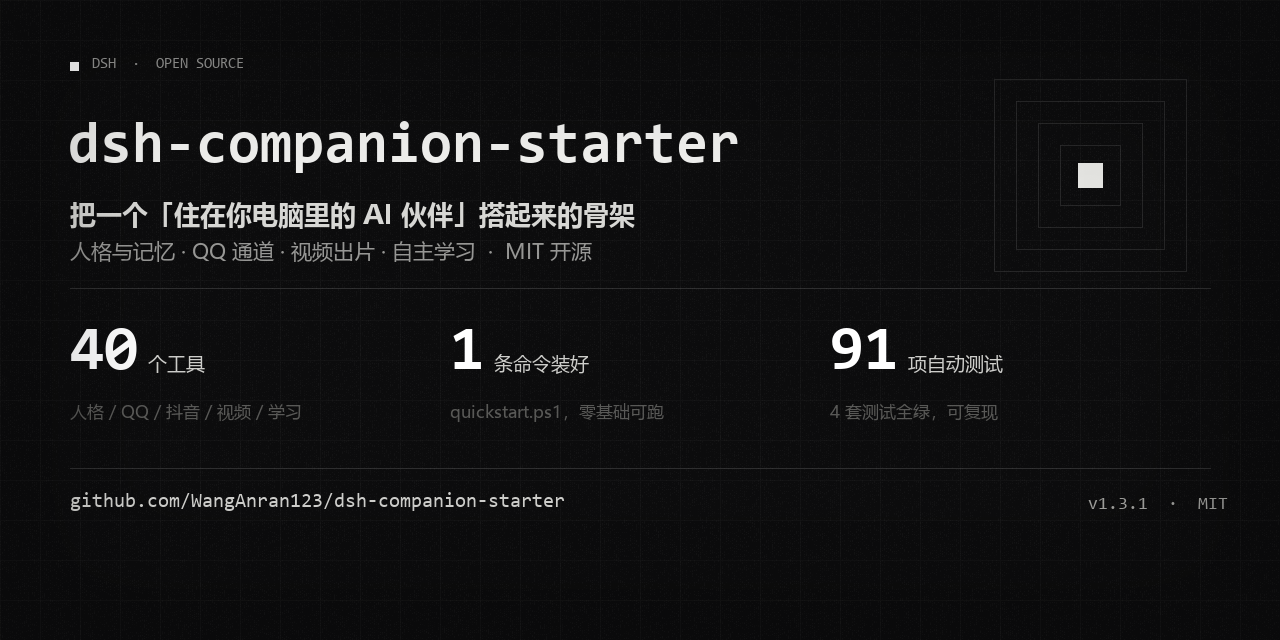 DSH · OPEN SOURCE
dsh-companion-starter
把一个「住在你电脑里的 AI 伙伴」搭起来的骨架
人格与记忆 · QQ 通道 · 视频出片 · 自主学习 · MIT 开源
40 个工具
人格 / QQ / 抖音 / 视频 / 学习
1 条命令装好
quickstart.ps1，零基础可跑
91 项自动测试
4 套测试全绿，可复现
github.com/WangAnran123/dsh-companion-starter
v1.3.1 · MIT